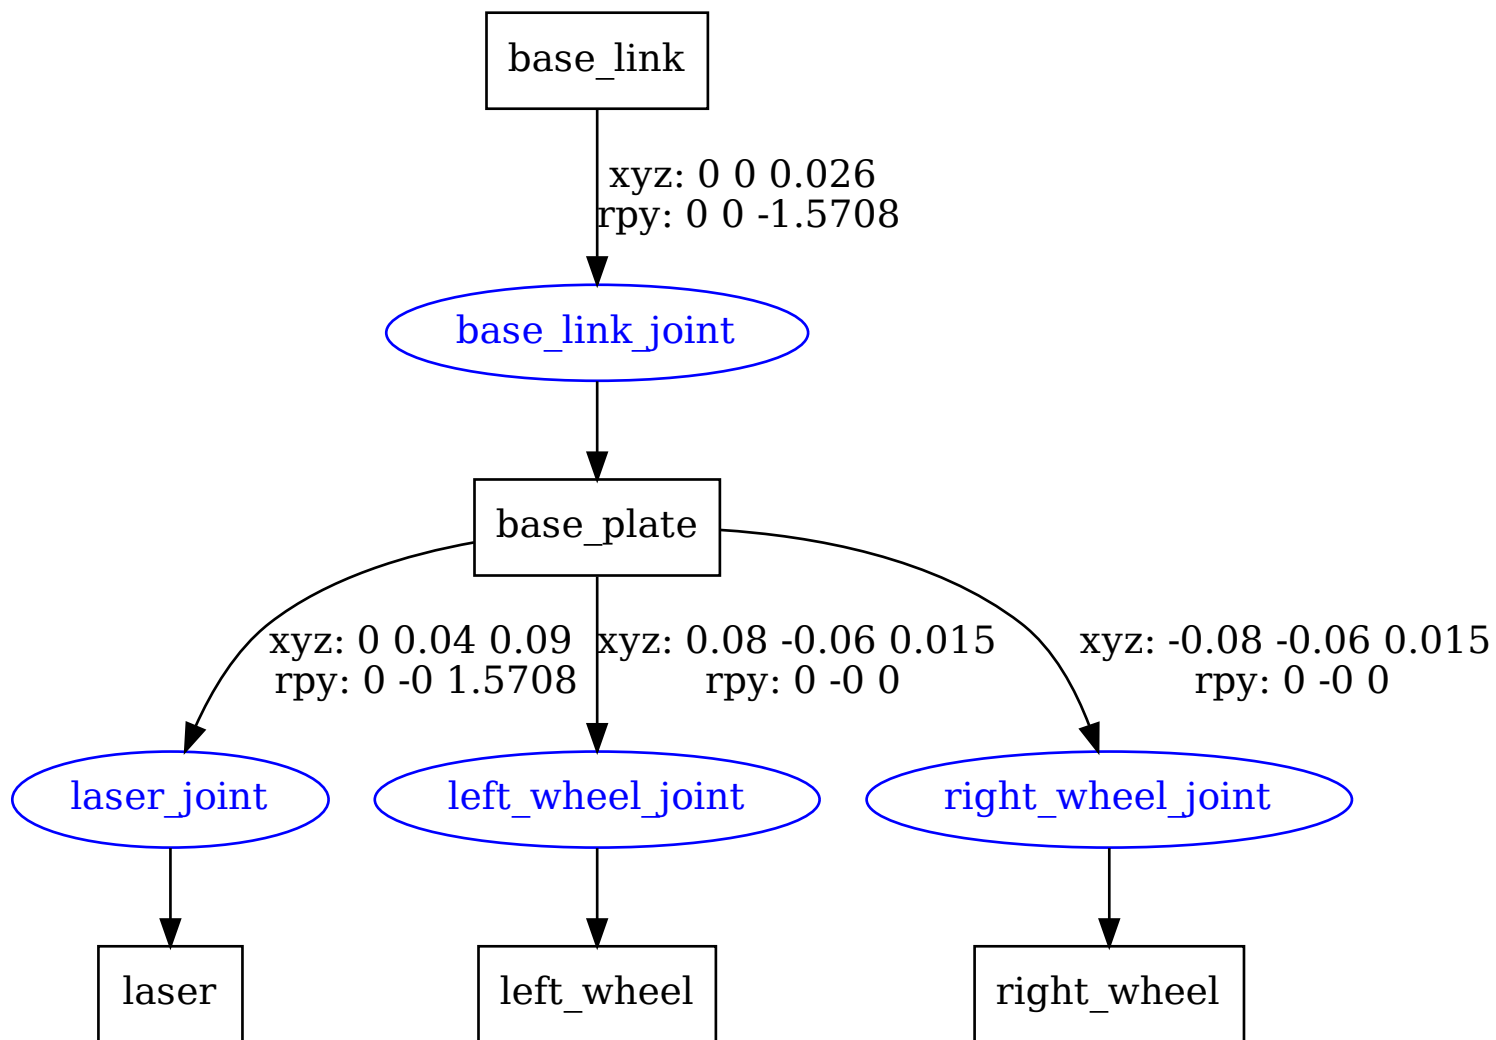 base_link
xyz: 0 0 0.026
rpy: 0 0 -1.5708
base_link_joint
base_plate
xyz: 0 0.04 0.09
rpy: 0 -0 1.5708
xyz: 0.08 -0.06 0.015
rpy: 0 -0 0
xyz: -0.08 -0.06 0.015
rpy: 0 -0 0
laser_joint
left_wheel_joint
right_wheel_joint
laser
left_wheel
right_wheel